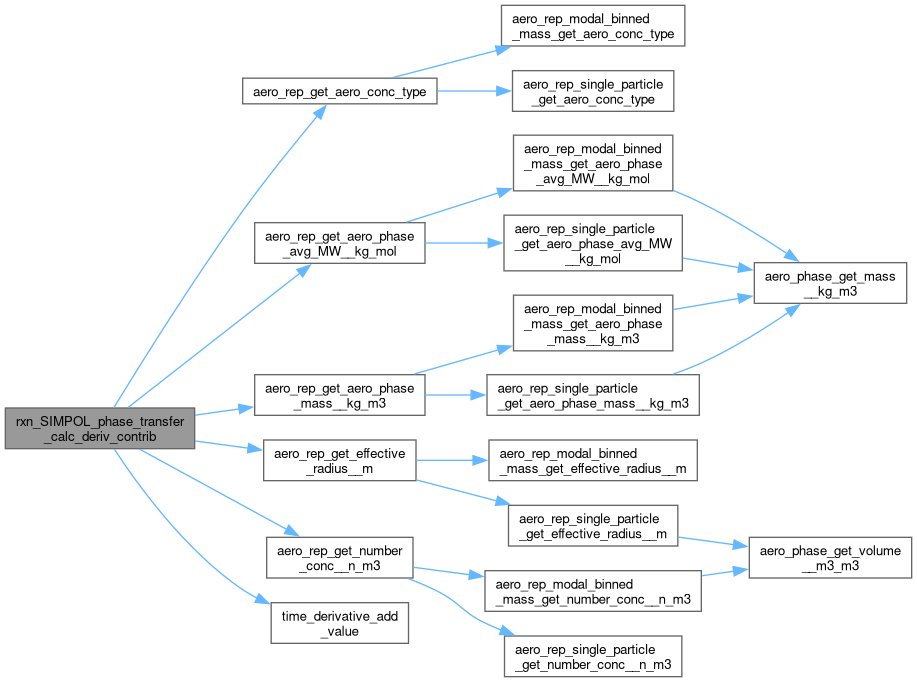 aero_rep_modal_binned
_mass_get_aero_conc_type
aero_rep_get_aero_conc_type
aero_rep_single_particle
_get_aero_conc_type
aero_rep_modal_binned
_mass_get_aero_phase
_avg_MW__kg_mol
aero_rep_get_aero_phase
_avg_MW__kg_mol
aero_rep_single_particle
_get_aero_phase_avg_MW
__kg_mol
aero_phase_get_mass
__kg_m3
aero_rep_modal_binned
_mass_get_aero_phase
_mass__kg_m3
aero_rep_get_aero_phase
_mass__kg_m3
aero_rep_single_particle
_get_aero_phase_mass__kg_m3
rxn_SIMPOL_phase_transfer
_calc_deriv_contrib
aero_rep_get_effective
_radius__m
aero_rep_modal_binned
_mass_get_effective_radius__m
aero_rep_single_particle
_get_effective_radius__m
aero_rep_get_number
_conc__n_m3
aero_phase_get_volume
__m3_m3
aero_rep_modal_binned
_mass_get_number_conc__n_m3
time_derivative_add
_value
aero_rep_single_particle
_get_number_conc__n_m3